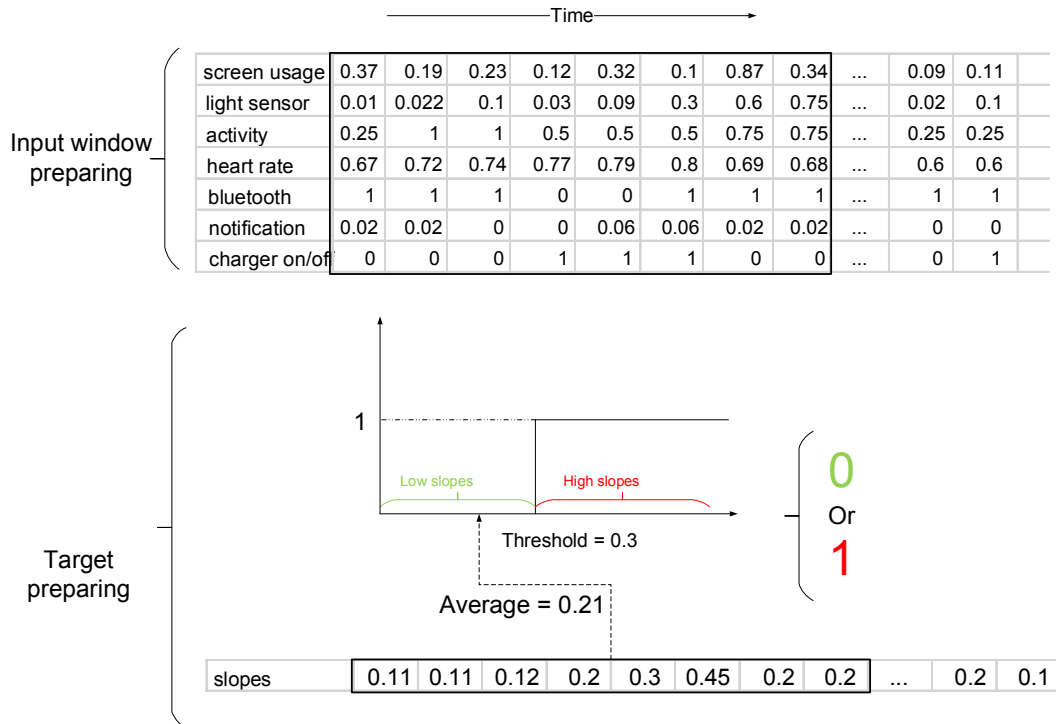 Time
Input window
preparing
screen usage 0.37 0.19 0.23 0.12 0.32 0.1 0.87 0.34 ... 0.09 0.11
light sensor 0.01 0.022 0.1 0.03 0.09 0.3 0.6 0.75 ... 0.02 0.1
activity 0.25 1 1 0.5 0.5 0.5 0.75 0.75 ... 0.25 0.25
heart rate 0.67 0.72 0.74 0.77 0.79 0.8 0.69 0.68 ... 0.6 0.6
bluetooth 1 1 1 0 0 1 1 1 ... 1 1
notification 0.02 0.02 0 0 0.06 0.06 0.02 0.02 ... 0 0
charger on/off 0 0 0 1 1 1 0 0 ... 0 1
Target
preparing
1
Low slopes
High slopes
Threshold = 0.3
Average = 0.21
0
Or
1
slopes 0.11 0.11 0.12 0.2 0.3 0.45 0.2 0.2 ... 0.2 0.1